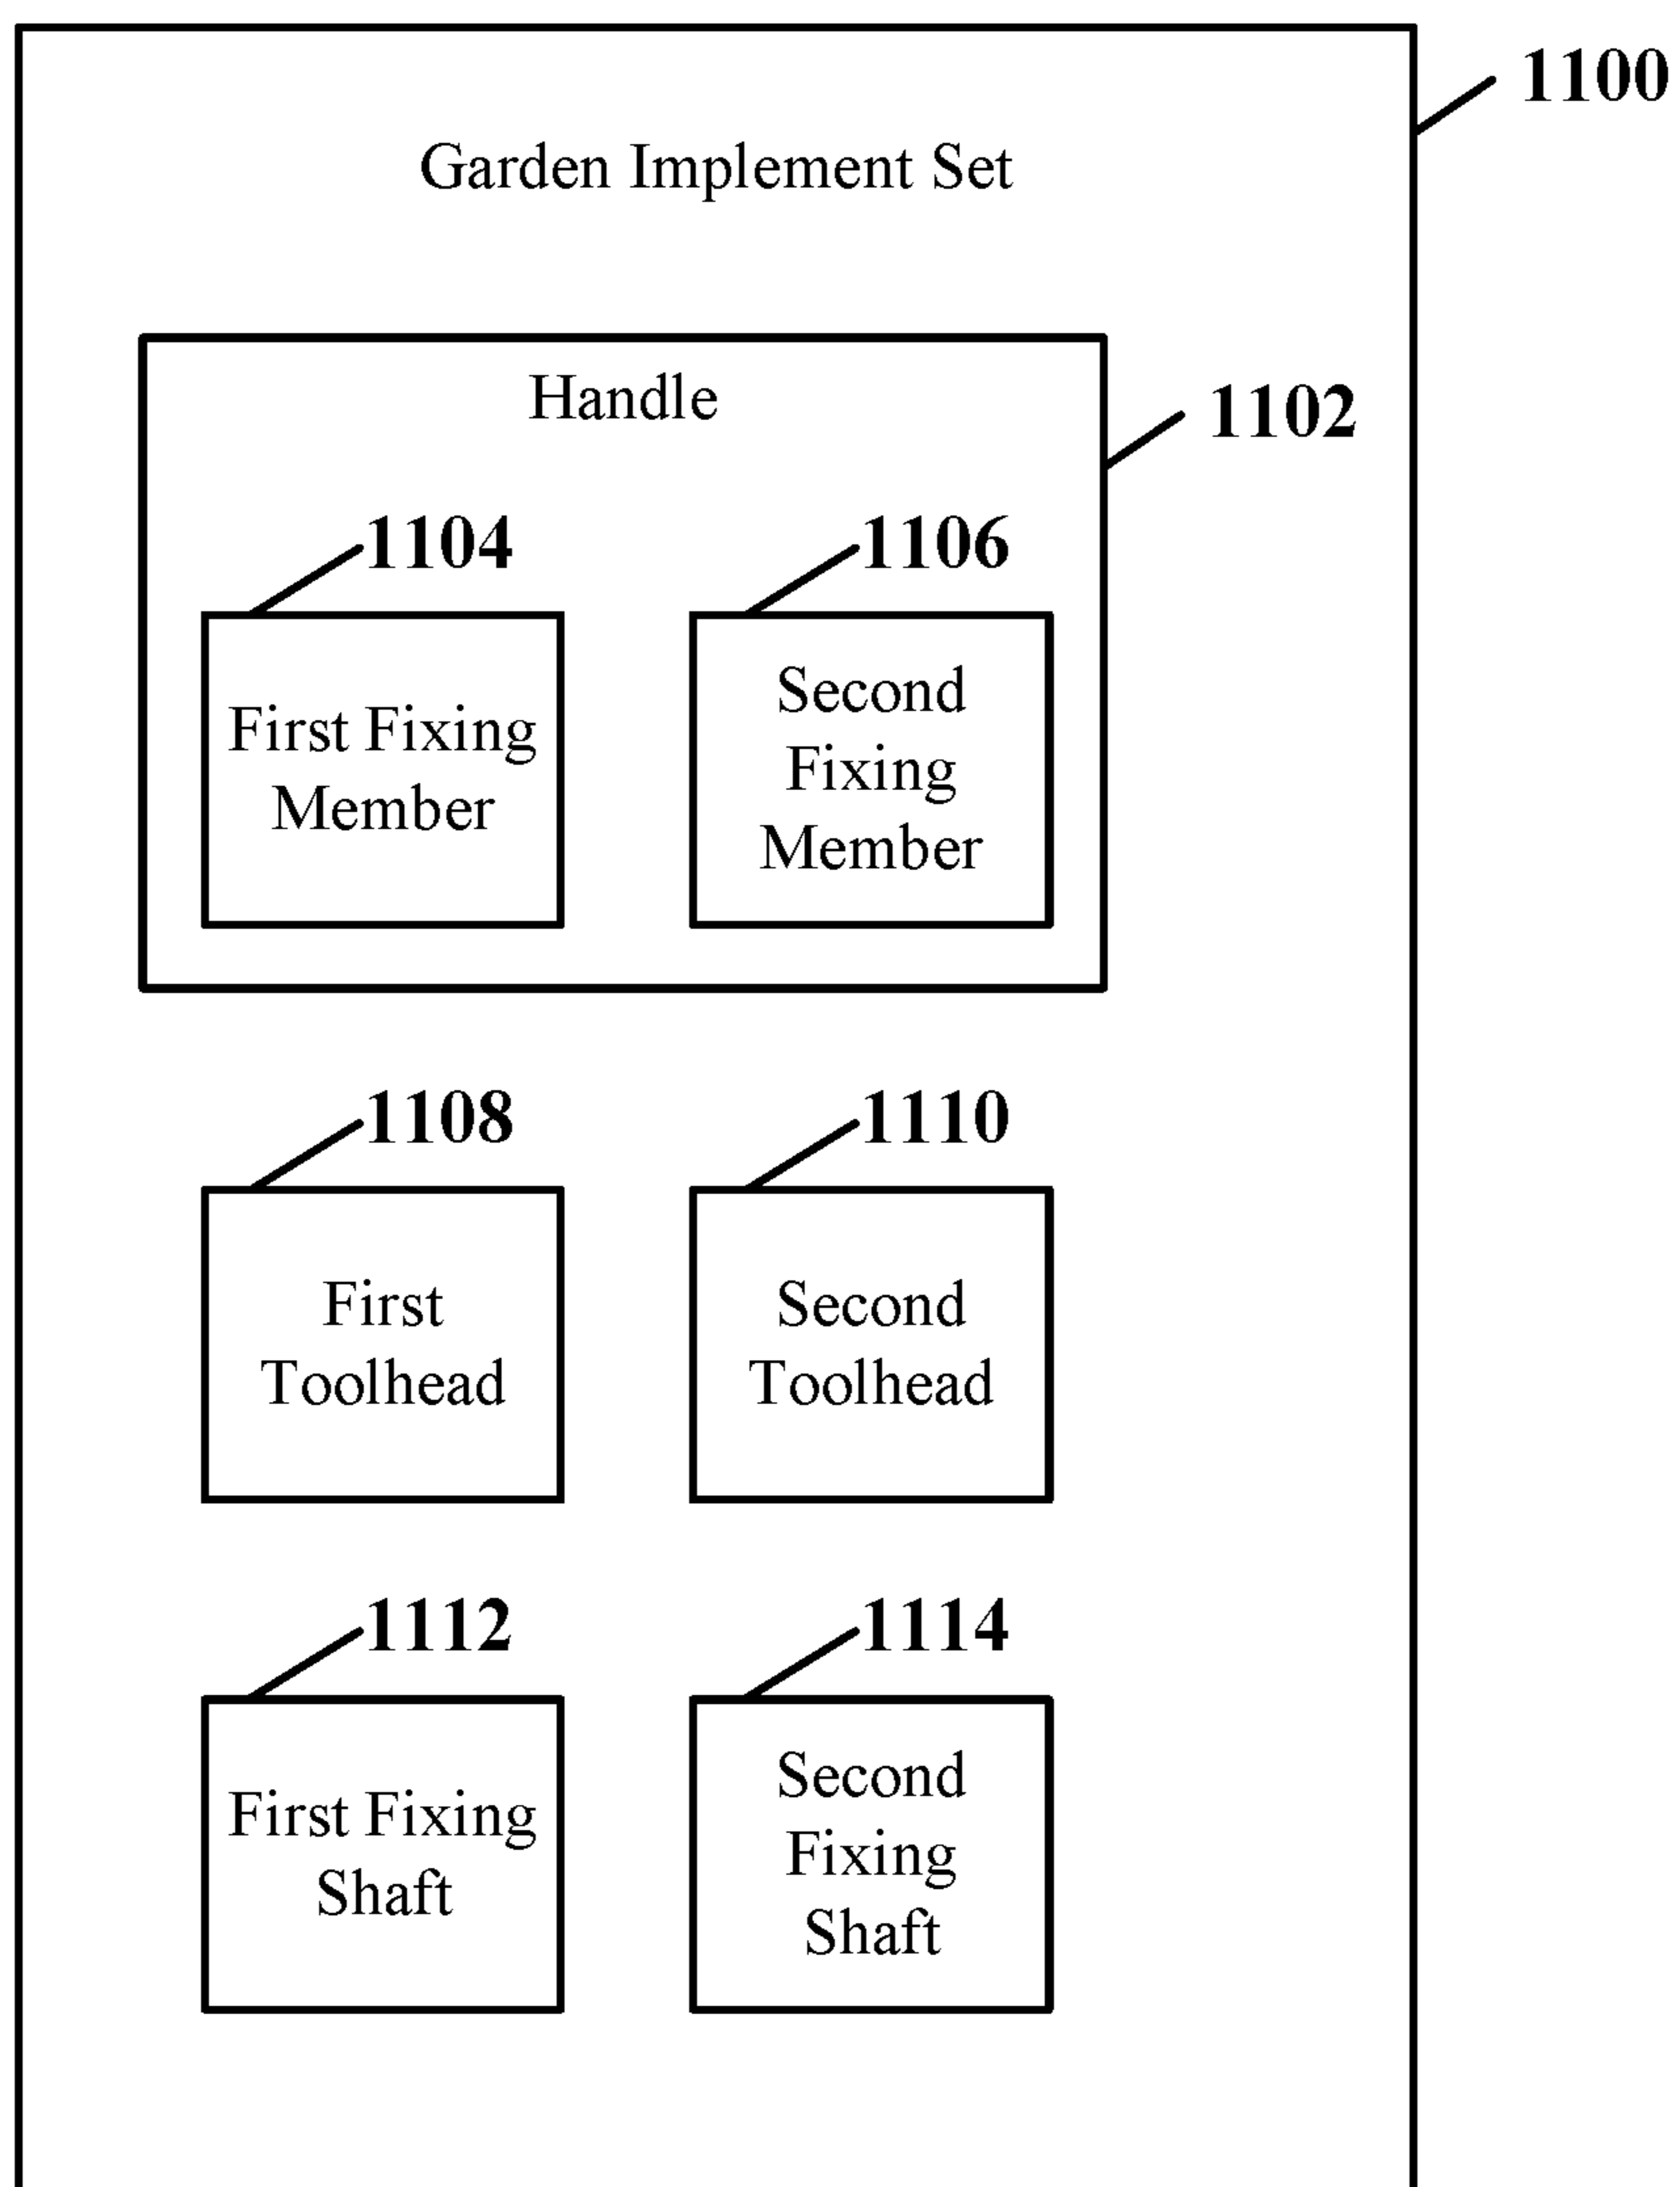 1100
Garden Implement Set
Handle
1102
1104
1106
First Fixing
Member
Second
Fixing
Member
1108
1110
First
Toolhead
Second
Toolhead
1112
1114
First Fixing
Shaft
Second
Fixing
Shaft